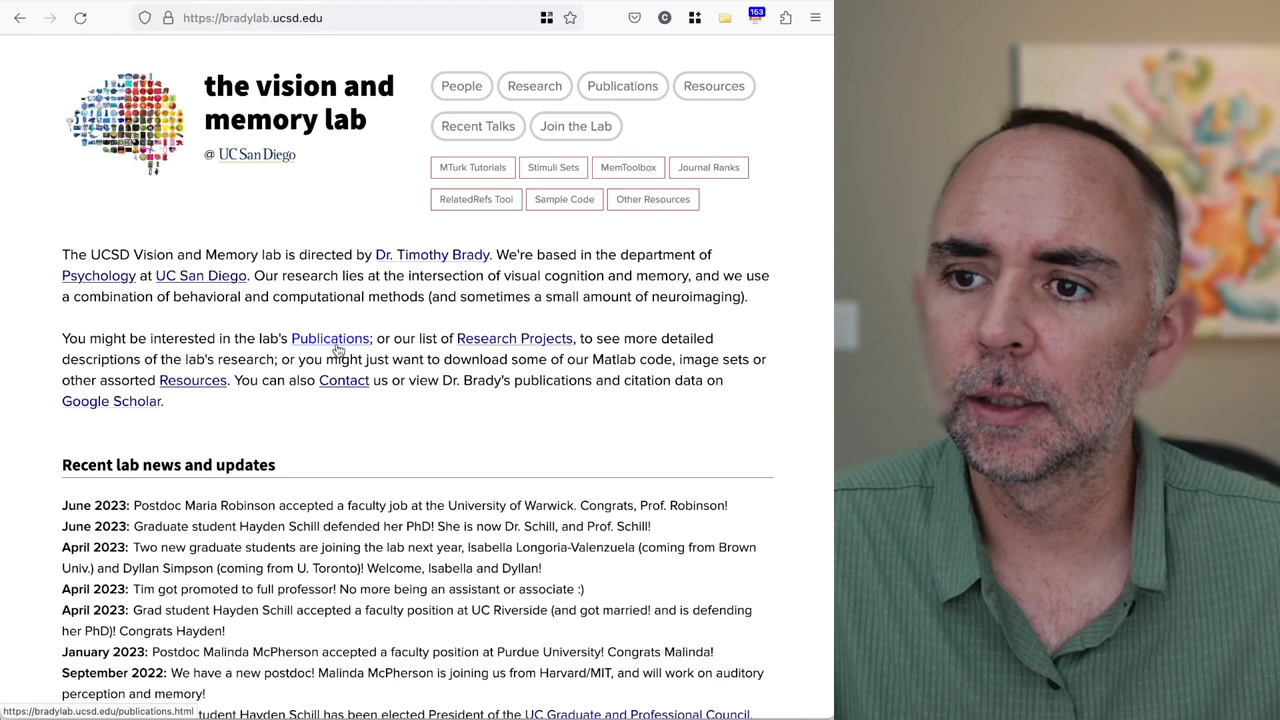 https://bradylab.ucsd.edu
C
153
the vision and
memory lab
@ UC San Diego
People
Research
Publications
Resources
Recent Talks
Join the Lab
MTurk Tutorials
Stimuli Sets
MemToolbox
Journal Ranks
RelatedRefs Tool
Sample Code
Other Resources
The UCSD Vision and Memory lab is directed by Dr. Timothy Brady. We're based in the department of
Psychology at UC San Diego. Our research lies at the intersection of visual cognition and memory, and we use
a combination of behavioral and computational methods (and sometimes a small amount of neuroimaging).
You might be interested in the lab's Publications; or our list of Research Projects, to see more detailed
descriptions of the lab's research; or you might just want to download some of our Matlab code, image sets or
other assorted Resources. You can also Contact us or view Dr. Brady's publications and citation data on
Google Scholar.
Recent lab news and updates
June 2023: Postdoc Maria Robinson accepted a faculty job at the University of Warwick. Congrats, Prof. Robinson!
June 2023: Graduate student Hayden Schill defended her PhD! She is now Dr. Schill, and Prof. Schill!
April 2023: Two new graduate students are joining the lab next year, Isabella Longoria-Valenzuela (coming from Brown
Univ.) and Dyllan Simpson (coming from U. Toronto)! Welcome, Isabella and Dyllan!
April 2023: Tim got promoted to full professor! No more being an assistant or associate :)
April 2023: Grad student Hayden Schill accepted a faculty position at UC Riverside (and got married! and is defending
her PhD)! Congrats Hayden!
January 2023: Postdoc Malinda McPherson accepted a faculty position at Purdue University! Congrats Malinda!
September 2022: We have a new postdoc! Malinda McPherson is joining us from Harvard/MIT, and will work on auditory
perception and memory!
student Hayden Schill has been elected President of the UC Graduate and Professional Council.
https://bradylab.ucsd.edu/publications.html